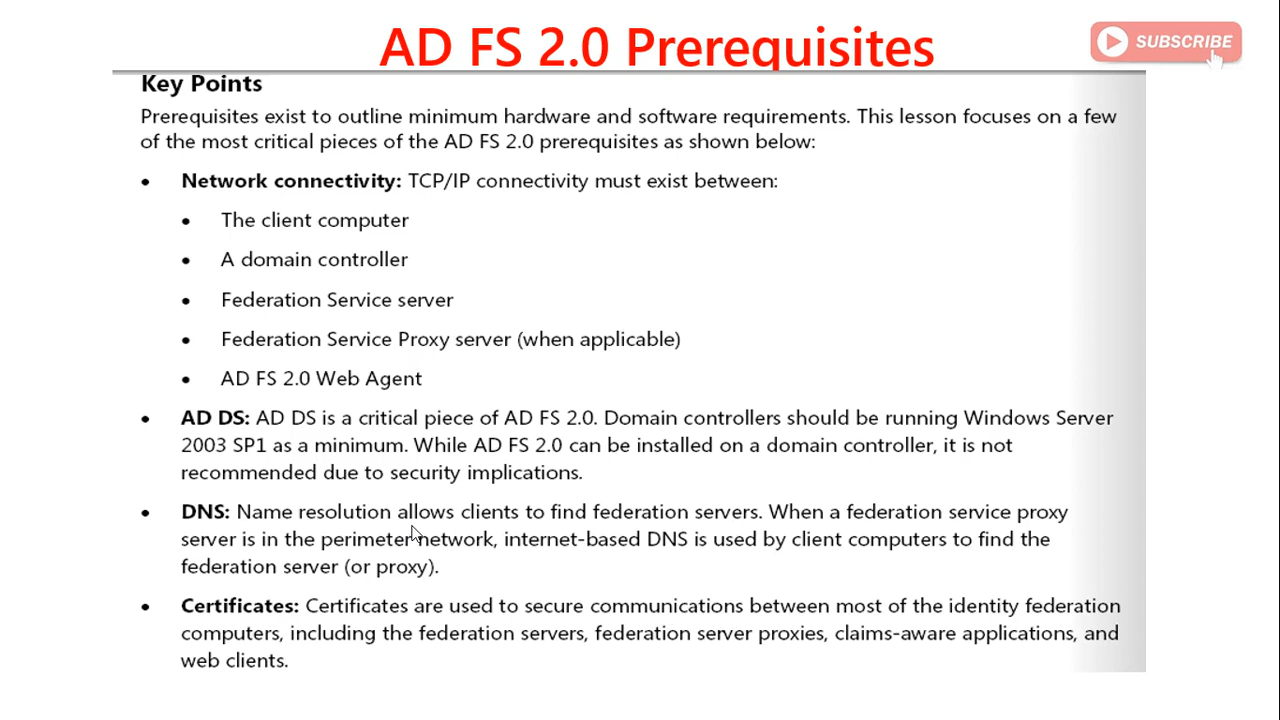 AD FS 2.0 Prerequisites
SUBSCRIBE
Key Points
Prerequisites exist to outline minimum hardware and software requirements. This lesson focuses on a few
of the most critical pieces of the AD FS 2.0 prerequisites as shown below:
• Network connectivity: TCP/IP connectivity must exist between:
• The client computer
• A domain controller
• Federation Service server
• Federation Service Proxy server (when applicable)
• AD FS 2.0 Web Agent
• AD DS: AD DS is a critical piece of AD FS 2.0. Domain controllers should be running Windows Server
2003 SP1 as a minimum. While AD FS 2.0 can be installed on a domain controller, it is not
recommended due to security implications.
• DNS: Name resolution allows clients to find federation servers. When a federation service proxy
server is in the perimeter network, internet-based DNS is used by client computers to find the
federation server (or proxy).
• Certificates: Certificates are used to secure communications between most of the identity federation
computers, including the federation servers, federation server proxies, claims-aware applications, and
web clients.